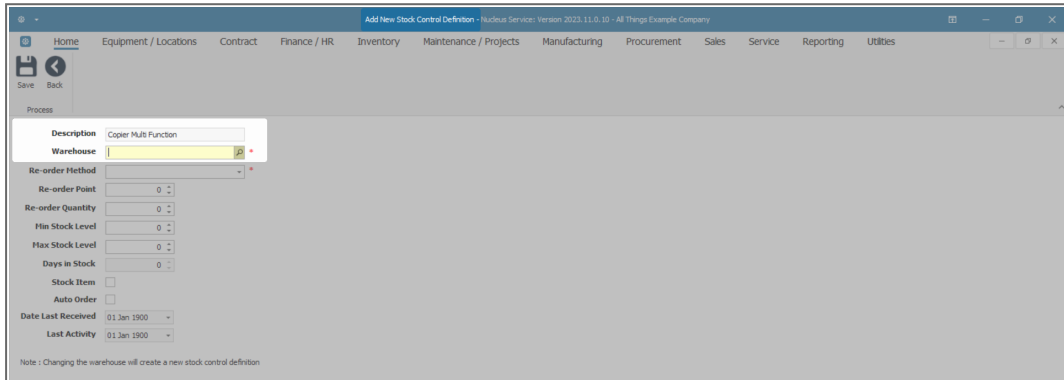 Add New Stock Control Definition - Nucleus Service: Version 2023.11.0.10 - All Things Example Company
Home Equipment / Locations Contract Finance / HR Inventory Maintenance / Projects Manufacturing Procurement Sales Service Reporting Utilities
Save Back
Process
Description Copier Multi Function
Warehouse *
Re-order Method *
Re-order Point 0
Re-order Quantity 0
Min Stock Level 0
Max Stock Level 0
Days in Stock 0
Stock Item
Auto Order
Date Last Received 01 Jan 1900
Last Activity 01 Jan 1900
Note : Changing the warehouse will create a new stock control definition